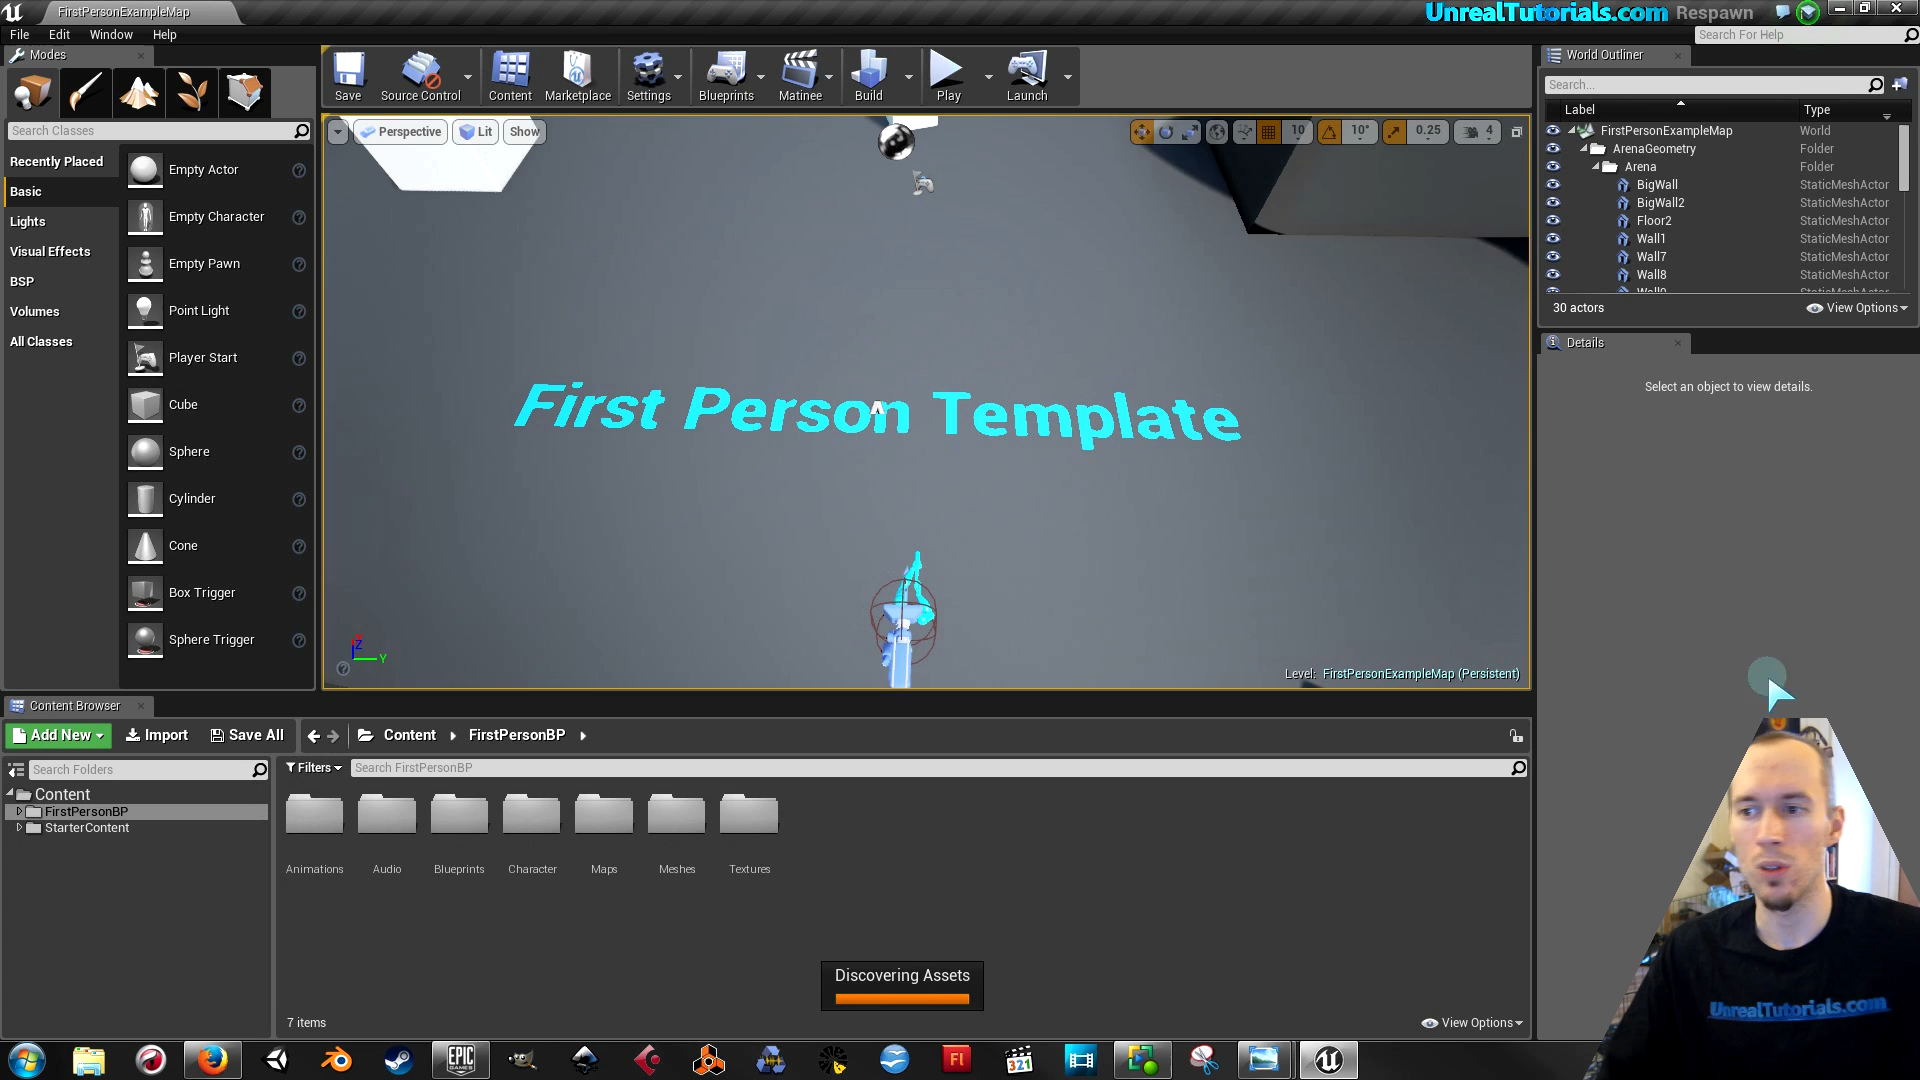 FirstPersonExampleMap
UnrealTutorials.com Respawn
File Edit Window Help
Search For Help
Modes
Search Classes
Recently Placed
Basic
Lights
Visual Effects
BSP
Volumes
All Classes
Empty Actor
Empty Character
Empty Pawn
Point Light
Player Start
Cube
Sphere
Cylinder
Cone
Box Trigger
Sphere Trigger
Save
Source Control
Content
Marketplace
Settings
Blueprints
Matinee
Build
Play
Launch
Perspective
Lit
Show
10
10°
0.25
4
First Person Template
Z
Y
Level: FirstPersonExampleMap (Persistent)
World Outliner
Search...
Label Type
FirstPersonExampleMap World
ArenaGeometry Folder
Arena Folder
BigWall StaticMeshActor
BigWall2 StaticMeshActor
Floor2 StaticMeshActor
Wall1 StaticMeshActor
Wall7 StaticMeshActor
Wall8 StaticMeshActor
30 actors
View Options
Details
Select an object to view details.
Content Browser
Add New
Import
Save All
Content FirstPersonBP
Search Folders
Content
FirstPersonBP
StarterContent
Filters
Search FirstPersonBP
Animations
Audio
Blueprints
Character
Maps
Meshes
Textures
Discovering Assets
7 items
View Options
UnrealTutorials.com
EPIC
GAMES
Fl
321